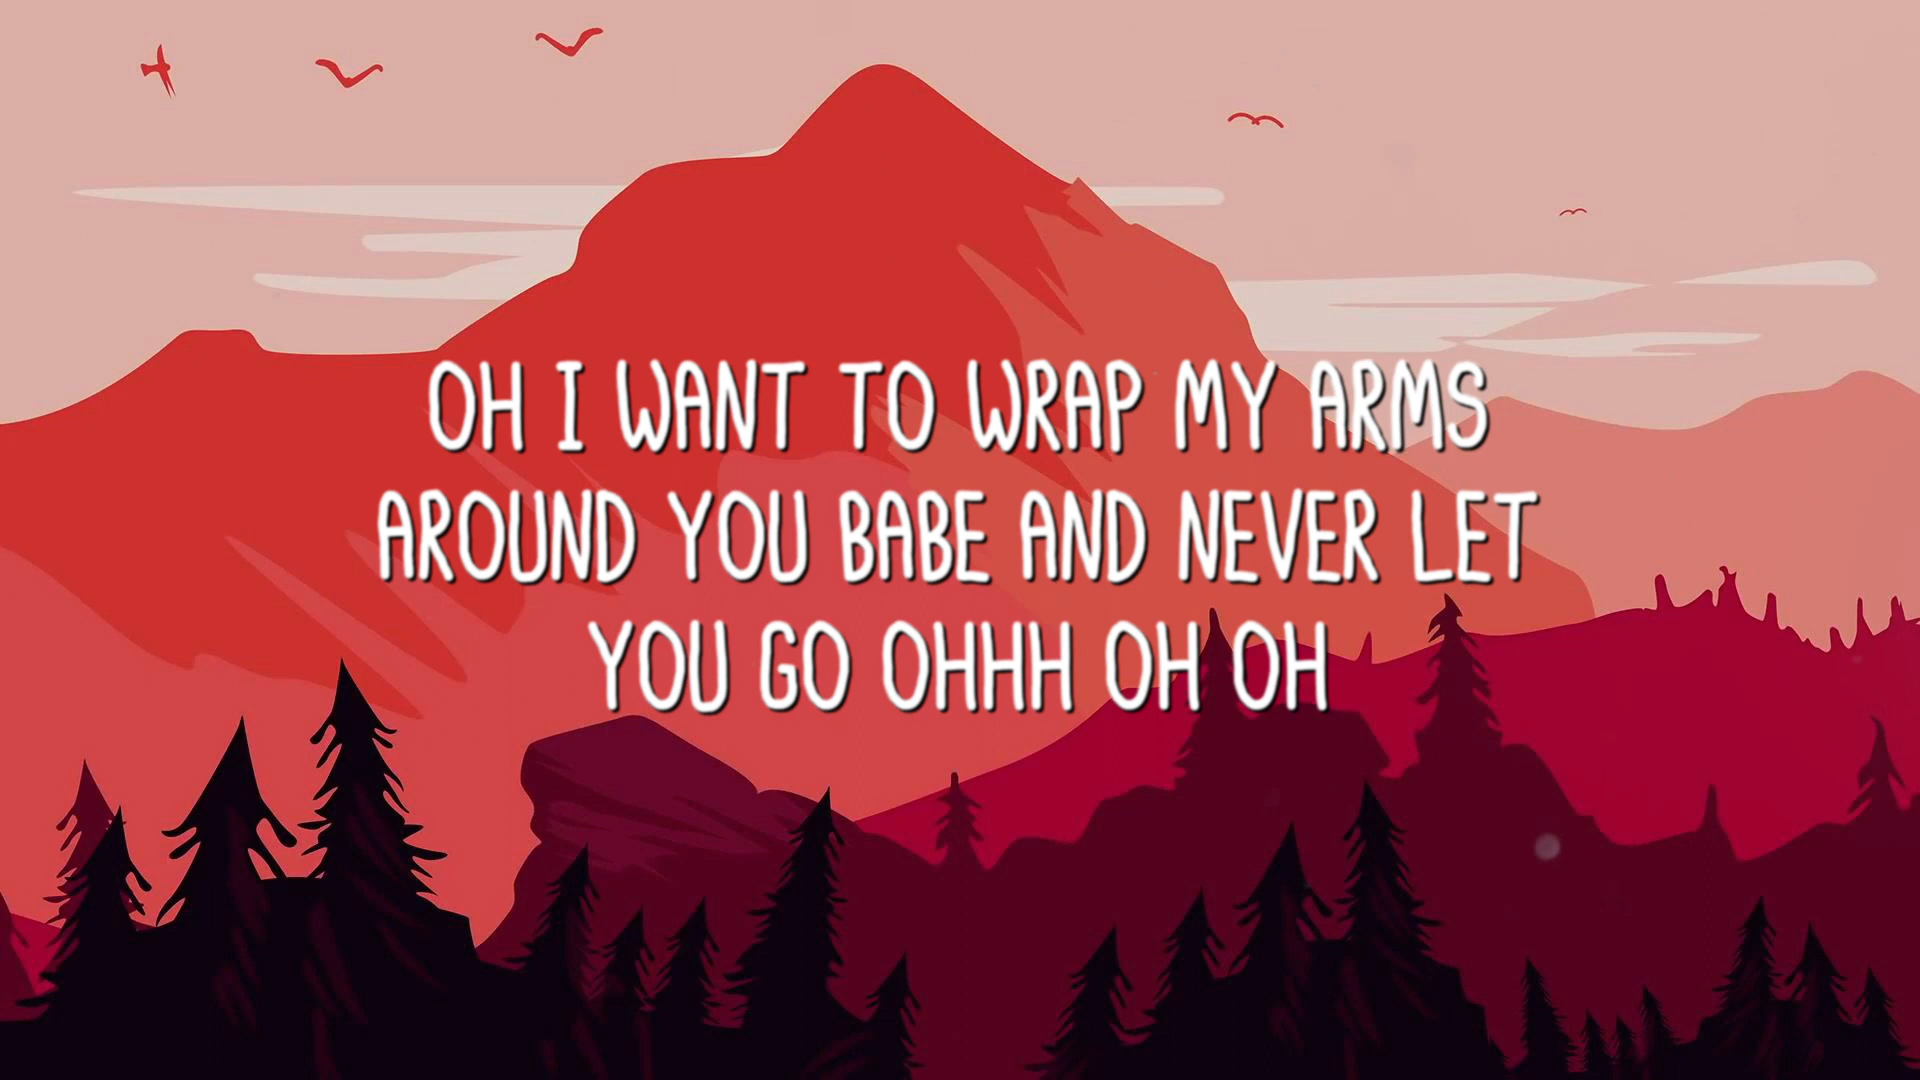 OH I WANT TO WRAP MY ARMS
AROUND YOU BABE AND NEVER LET
YOU GO OHHH OH OH